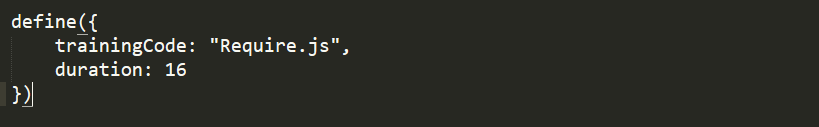 define({
    trainingCode: "Require.js",
    duration: 16
})